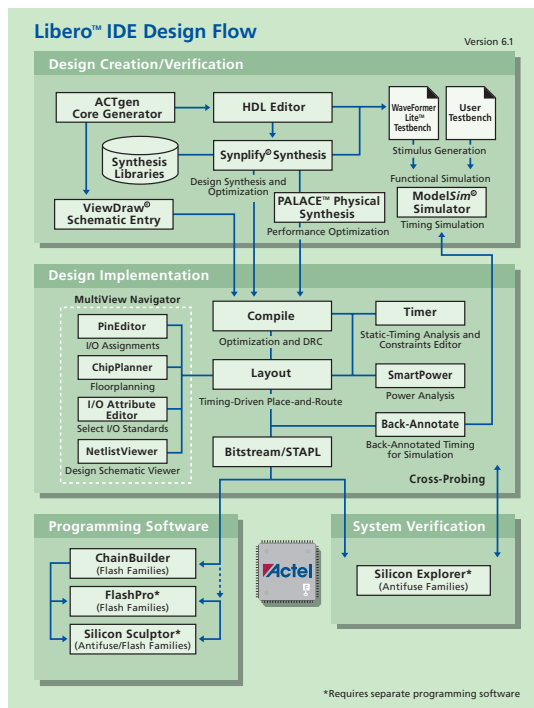 Libero™ IDE Design Flow
Version 6.1
Design Creation/Verification
ACTgen
Core Generator
HDL Editor
WaveFormer
Lite™
Testbench
User
Testbench
Synthesis
Libraries
Synplify® Synthesis
Stimulus Generation
Design Synthesis and
Optimization
Functional Simulation
ViewDraw®
Schematic Entry
PALACE™ Physical
Synthesis
ModelSim®
Simulator
Performance Optimization
Timing Simulation
Design Implementation
MultiView Navigator
PinEditor
I/O Assignments
ChipPlanner
Floorplanning
I/O Attribute
Editor
Select I/O Standards
NetlistViewer
Design Schematic Viewer
Compile
Optimization and DRC
Layout
Timing-Driven Place-and-Route
Bitstream/STAPL
Timer
Static-Timing Analysis and
Constraints Editor
SmartPower
Power Analysis
Back-Annotate
Back-Annotated Timing
for Simulation
Cross-Probing
Programming Software
ChainBuilder
(Flash Families)
FlashPro*
(Flash Families)
Silicon Sculptor*
(Antifuse/Flash Families)
Actel
System Verification
Silicon Explorer*
(Antifuse Families)
*Requires separate programming software